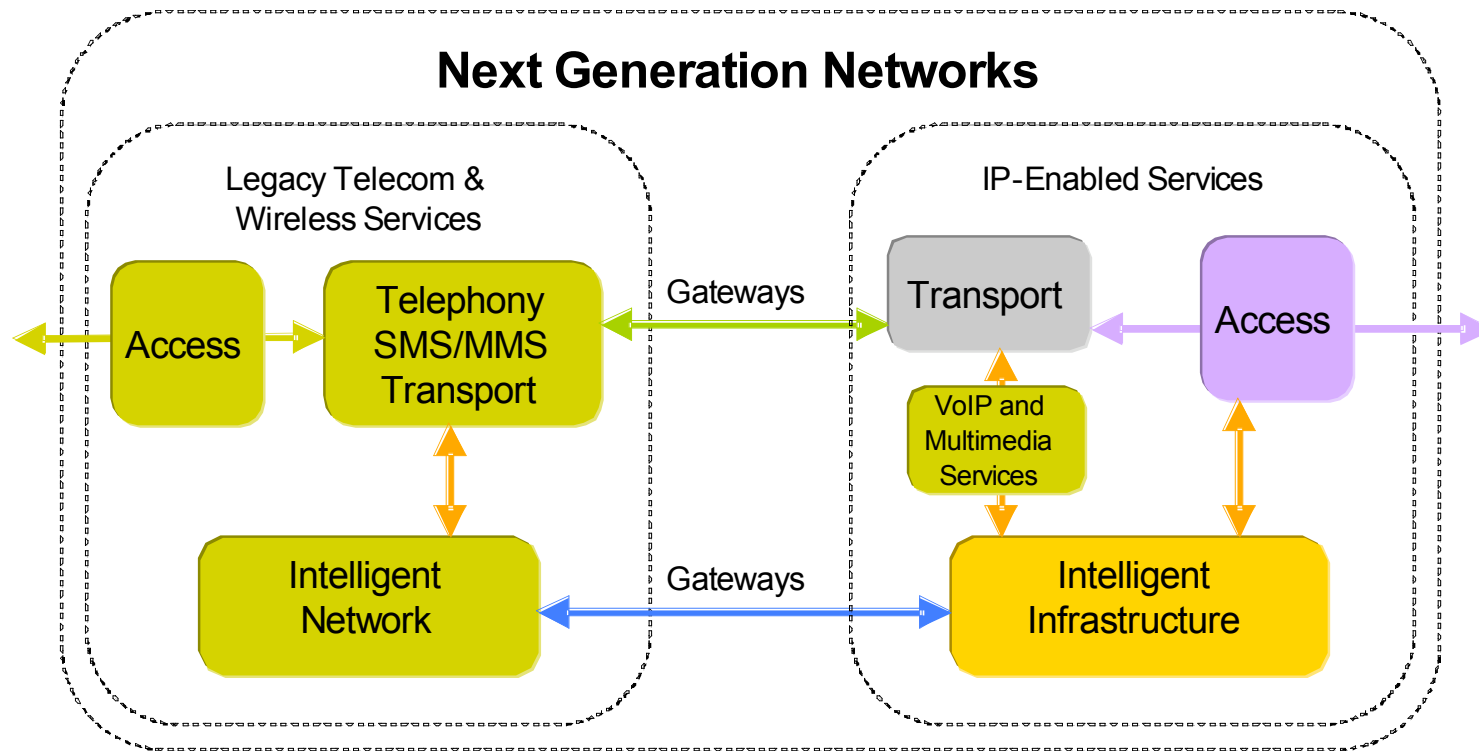 Next Generation Networks
Legacy Telecom &
Wireless Services
Access
Telephony
SMS/MMS
Transport
Intelligent
Network
Gateways
Gateways
IP-Enabled Services
Transport
Access
VoIP and
Multimedia
Services
Intelligent
Infrastructure